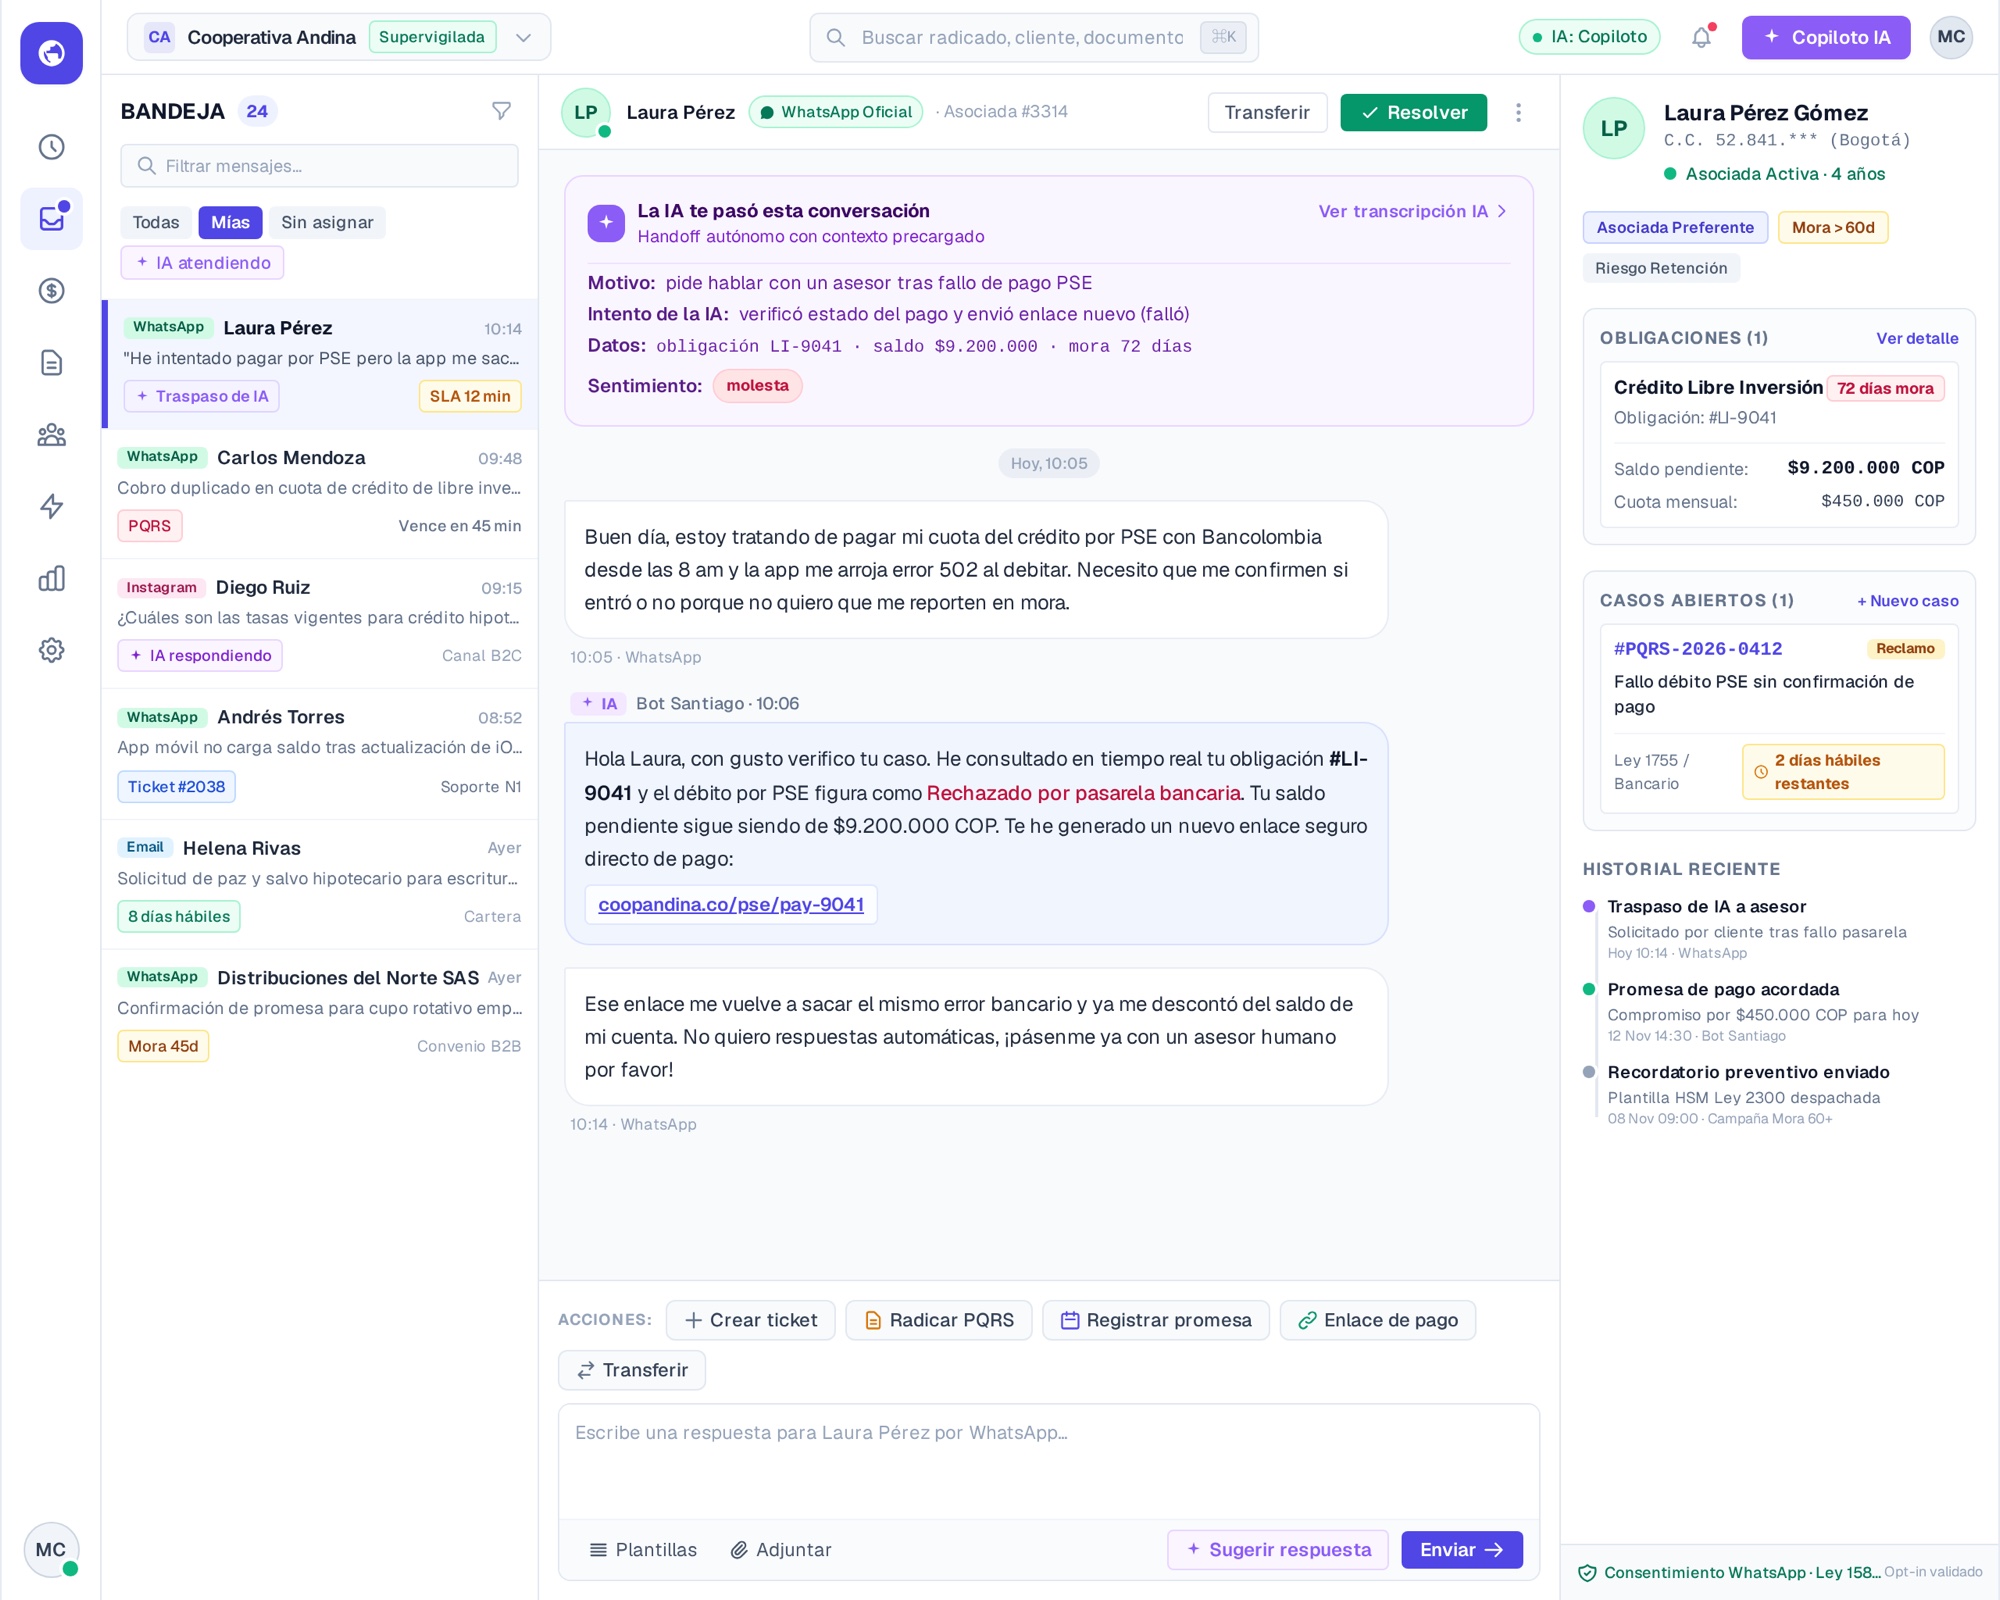 CA Cooperativa Andina Supervigilada
Buscar radicado, cliente, documento ⌘K
IA: Copiloto
Copiloto IA
MC
BANDEJA 24
Filtrar mensajes...
Todas Mías Sin asignar
IA atendiendo
WhatsApp Laura Pérez 10:14
"He intentado pagar por PSE pero la app me sac...
Traspaso de IA SLA 12 min
WhatsApp Carlos Mendoza 09:48
Cobro duplicado en cuota de crédito de libre inve...
PQRS Vence en 45 min
Instagram Diego Ruiz 09:15
¿Cuáles son las tasas vigentes para crédito hipot...
IA respondiendo Canal B2C
WhatsApp Andrés Torres 08:52
App móvil no carga saldo tras actualización de iO...
Ticket #2038 Soporte N1
Email Helena Rivas Ayer
Solicitud de paz y salvo hipotecario para escritur...
8 días hábiles Cartera
WhatsApp Distribuciones del Norte SAS Ayer
Confirmación de promesa para cupo rotativo emp...
Mora 45d Convenio B2B
MC
LP Laura Pérez WhatsApp Oficial · Asociada #3314
Transferir Resolver
La IA te pasó esta conversación
Handoff autónomo con contexto precargado
Ver transcripción IA
Motivo: pide hablar con un asesor tras fallo de pago PSE
Intento de la IA: verificó estado del pago y envió enlace nuevo (falló)
Datos: obligación LI-9041 · saldo $9.200.000 · mora 72 días
Sentimiento: molesta
Hoy, 10:05
Buen día, estoy tratando de pagar mi cuota del crédito por PSE con Bancolombia
desde las 8 am y la app me arroja error 502 al debitar. Necesito que me confirmen si
entró o no porque no quiero que me reporten en mora.
10:05 · WhatsApp
IA Bot Santiago · 10:06
Hola Laura, con gusto verifico tu caso. He consultado en tiempo real tu obligación #LI-
9041 y el débito por PSE figura como Rechazado por pasarela bancaria. Tu saldo
pendiente sigue siendo de $9.200.000 COP. Te he generado un nuevo enlace seguro
directo de pago:
coopandina.co/pse/pay-9041
Ese enlace me vuelve a sacar el mismo error bancario y ya me descontó del saldo de
mi cuenta. No quiero respuestas automáticas, ¡pásenme ya con un asesor humano
por favor!
10:14 · WhatsApp
ACCIONES: Crear ticket Radicar PQRS Registrar promesa Enlace de pago
Transferir
Escribe una respuesta para Laura Pérez por WhatsApp...
Plantillas Adjuntar Sugerir respuesta Enviar
LP Laura Pérez Gómez
C.C. 52.841.*** (Bogotá)
Asociada Activa · 4 años
Asociada Preferente Mora > 60d
Riesgo Retención
OBLIGACIONES (1) Ver detalle
Crédito Libre Inversión 72 días mora
Obligación: #LI-9041
Saldo pendiente: $9.200.000 COP
Cuota mensual: $450.000 COP
CASOS ABIERTOS (1) + Nuevo caso
#PQRS-2026-0412 Reclamo
Fallo débito PSE sin confirmación de
pago
Ley 1755 /
Bancario
2 días hábiles
restantes
HISTORIAL RECIENTE
Traspaso de IA a asesor
Solicitado por cliente tras fallo pasarela
Hoy 10:14 · WhatsApp
Promesa de pago acordada
Compromiso por $450.000 COP para hoy
12 Nov 14:30 · Bot Santiago
Recordatorio preventivo enviado
Plantilla HSM Ley 2300 despachada
08 Nov 09:00 · Campaña Mora 60+
Consentimiento WhatsApp · Ley 158... Opt-in validado